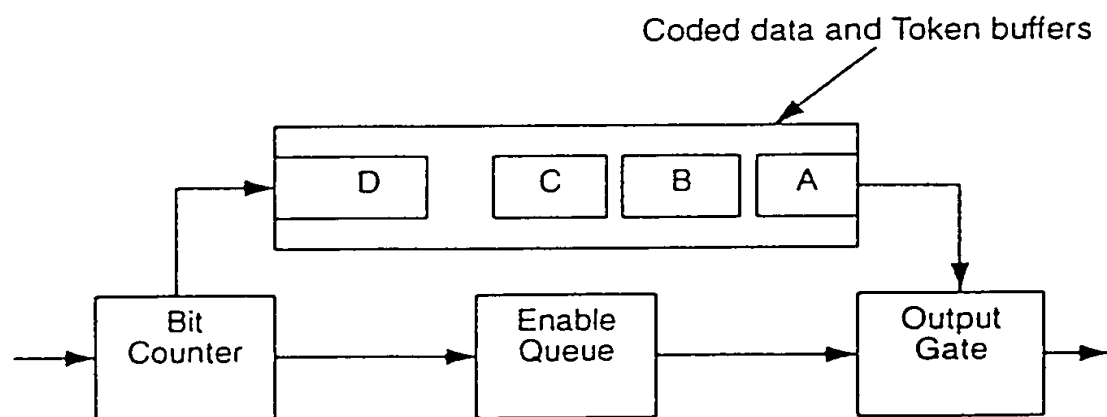 Coded data and Token buffers
D
C
B
A
Bit
Counter
Enable
Queue
Output
Gate